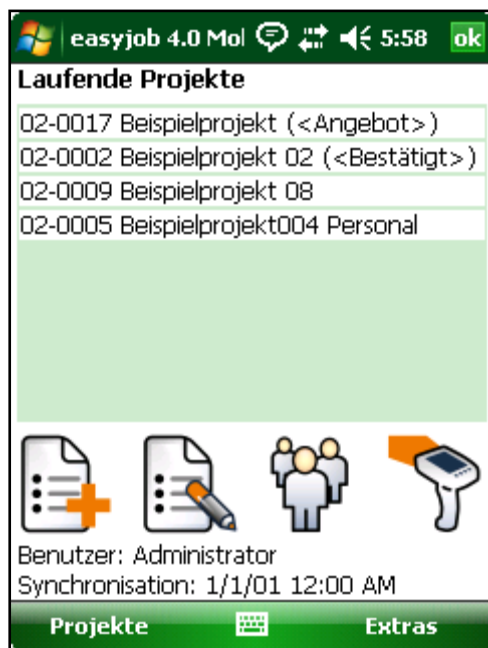 easyjob 4.0 Mol 5:58 ok
Laufende Projekte
02-0017 Beispielprojekt (<Angebot>)
02-0002 Beispielprojekt 02 (<Bestätigt>)
02-0009 Beispielprojekt 08
02-0005 Beispielprojekt004 Personal
Benutzer: Administrator
Synchronisation: 1/1/01 12:00 AM
Projekte Extras